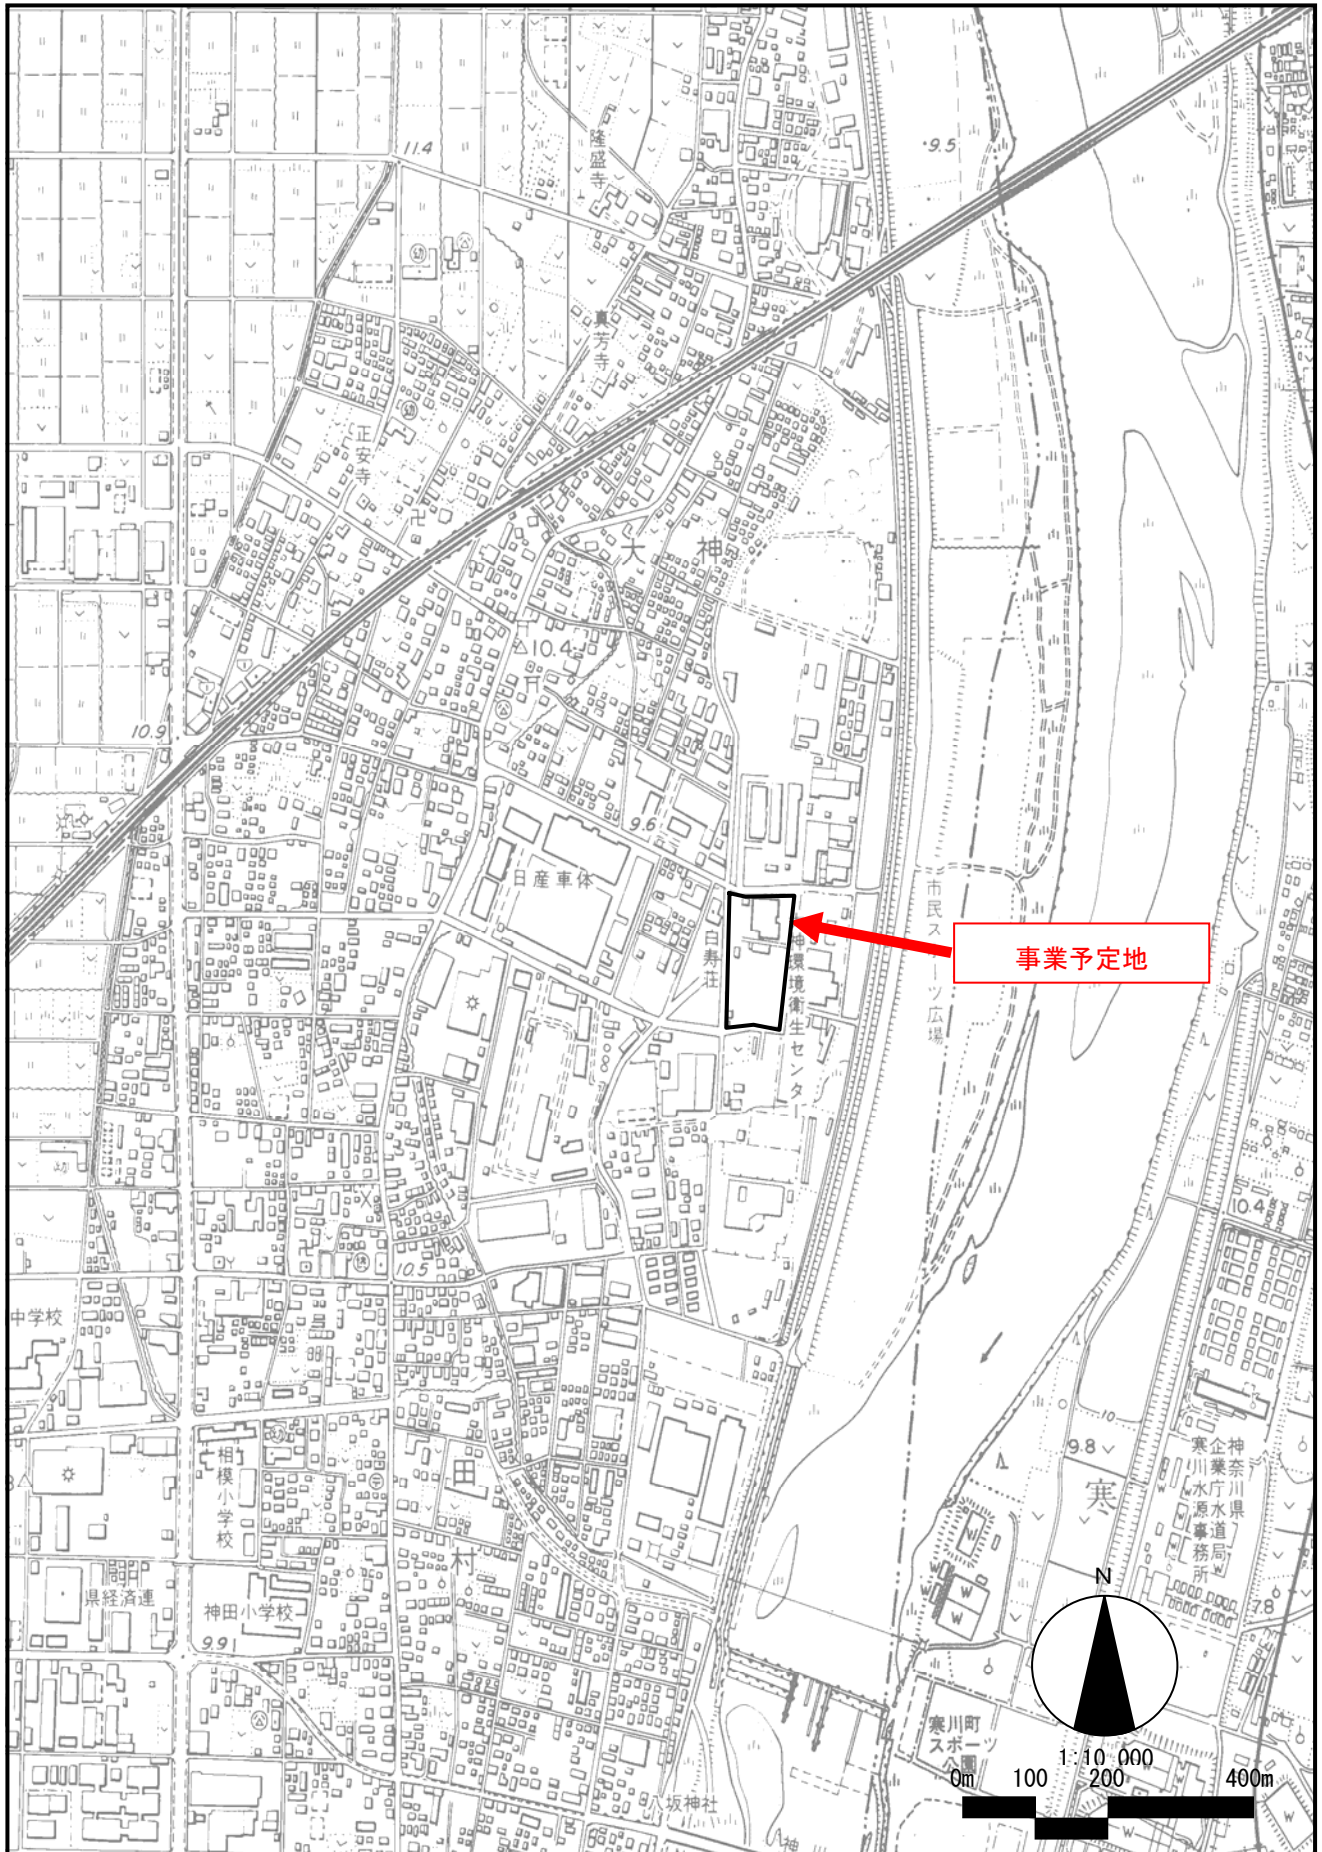 隆盛寺
11.4
9.5
真芳寺
正安寺
大神
10.4
10.9
11.3
9.6
日産車体
白寿荘
神環境衛生センター
市民スポーツ広場
事業予定地
10.4
10.5
中学校
相模小学校
田村
10
9.8
寒
神奈川県
企業庁水道局
寒川水源事務所
県経済連
神田小学校
9.9
7.8
N
寒川町
スポーツ
公園
1:10,000
0m 100 200 400m
八坂神社
神